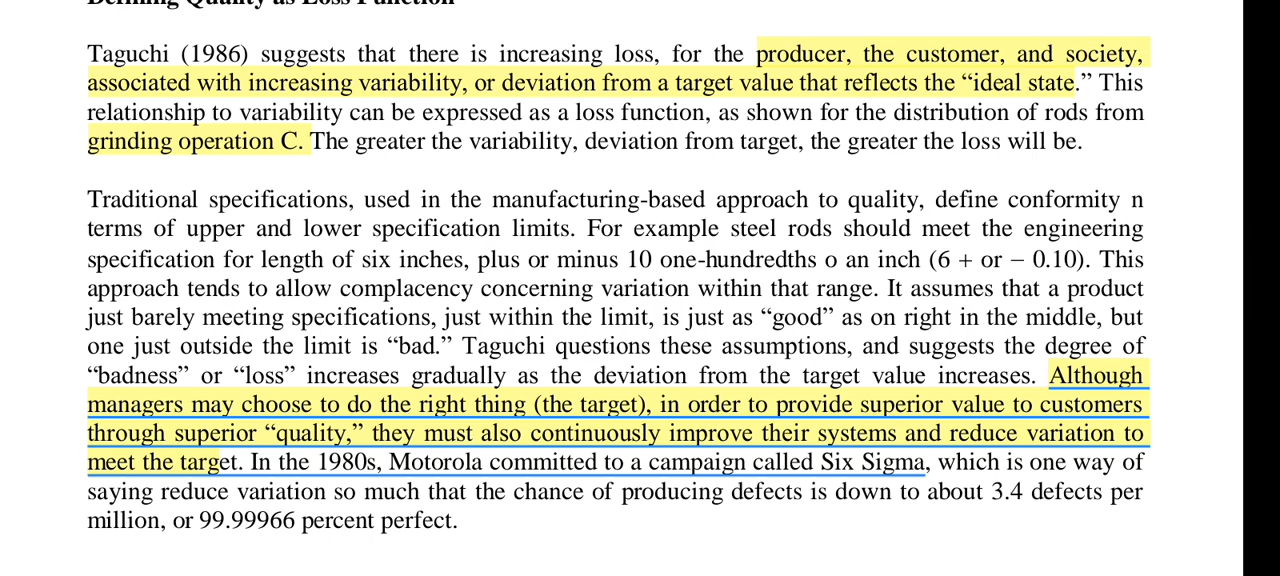 Defining Quality as Loss Function
Taguchi (1986) suggests that there is increasing loss, for the producer, the customer, and society,
associated with increasing variability, or deviation from a target value that reflects the “ideal state.” This
relationship to variability can be expressed as a loss function, as shown for the distribution of rods from
grinding operation C. The greater the variability, deviation from target, the greater the loss will be.
Traditional specifications, used in the manufacturing-based approach to quality, define conformity n
terms of upper and lower specification limits. For example steel rods should meet the engineering
specification for length of six inches, plus or minus 10 one-hundredths o an inch (6 + or − 0.10). This
approach tends to allow complacency concerning variation within that range. It assumes that a product
just barely meeting specifications, just within the limit, is just as “good” as on right in the middle, but
one just outside the limit is “bad.” Taguchi questions these assumptions, and suggests the degree of
“badness” or “loss” increases gradually as the deviation from the target value increases. Although
managers may choose to do the right thing (the target), in order to provide superior value to customers
through superior “quality,” they must also continuously improve their systems and reduce variation to
meet the target. In the 1980s, Motorola committed to a campaign called Six Sigma, which is one way of
saying reduce variation so much that the chance of producing defects is down to about 3.4 defects per
million, or 99.99966 percent perfect.